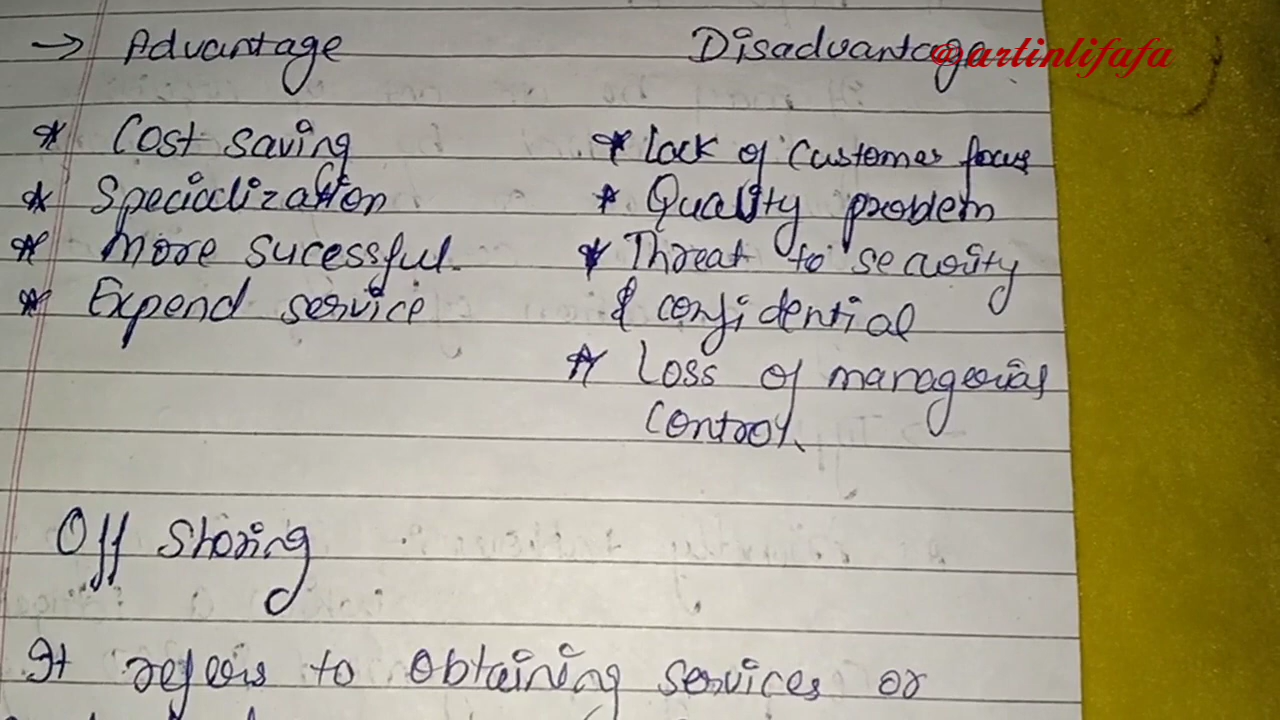 → Advantage Disadvantage
@artinlifafa
* Cost saving
* Specialization
* More sucessful.
* Expend service
* Lack of Customer focus
* Quality problem
* Threat to security
& confidential
* Loss of managerial
Control.
Off Shoring
It refers to obtaining services or